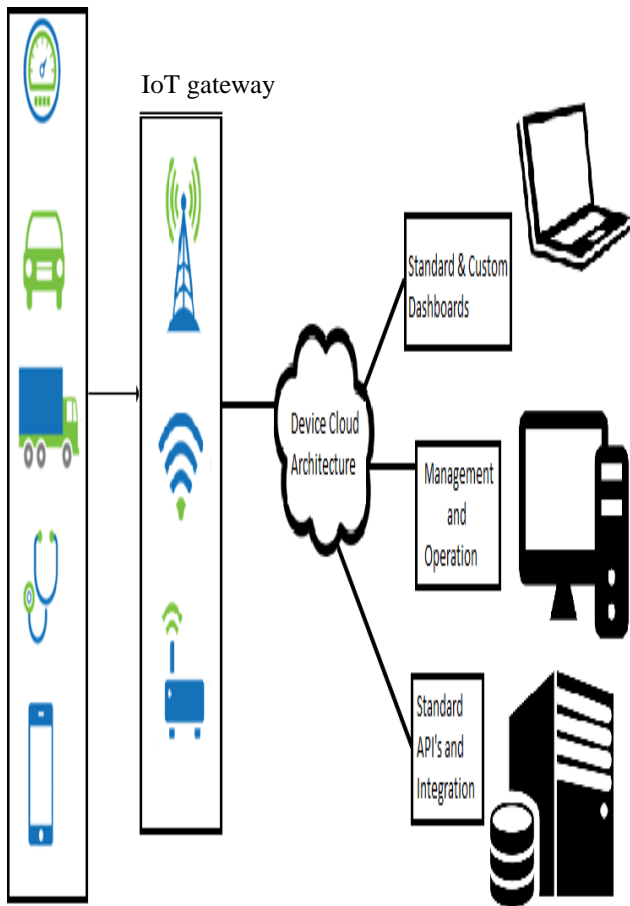 IoT gateway
Device Cloud
Architecture
Standard & Custom
Dashboards
Management
and
Operation
Standard
API's and
Integration